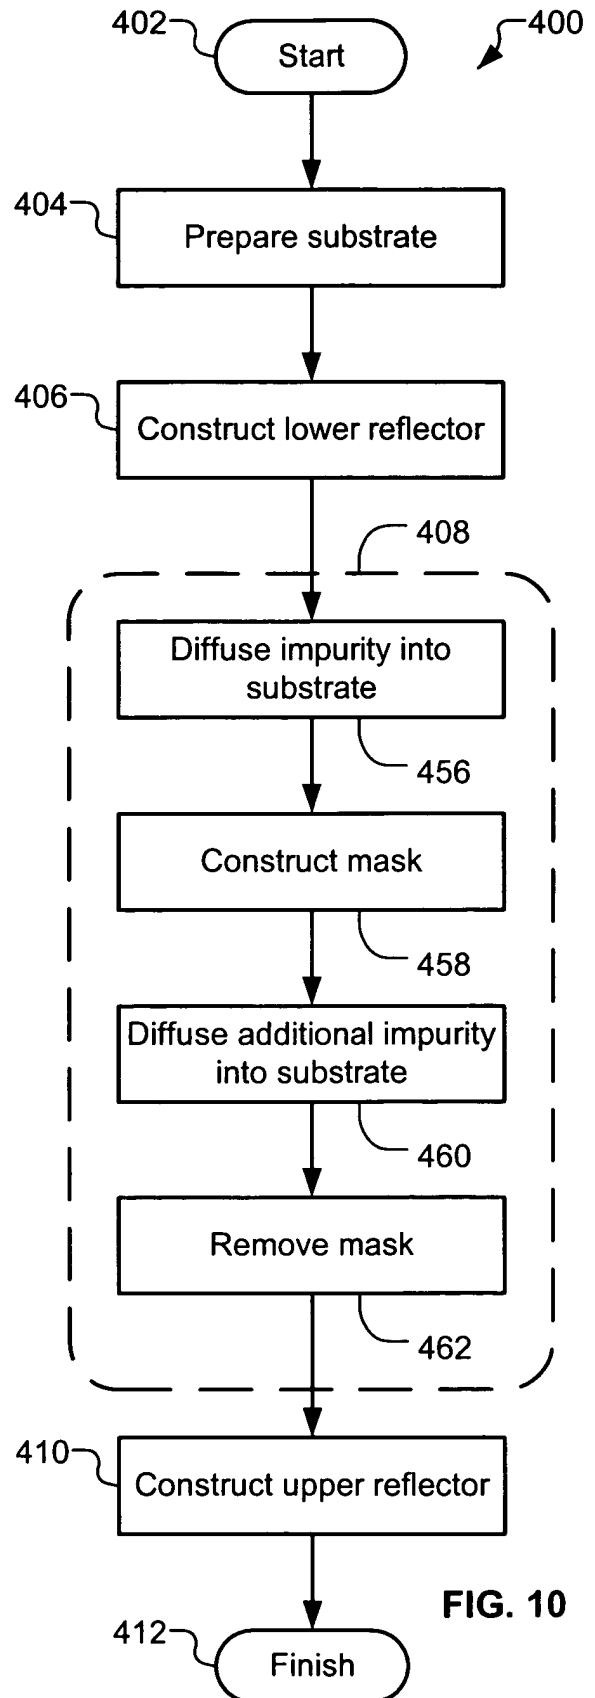 402
Start
400
404
Prepare substrate
406
Construct lower reflector
408
Diffuse impurity into
substrate
456
Construct mask
458
Diffuse additional impurity
into substrate
460
Remove mask
462
410
Construct upper reflector
FIG. 10
412
Finish